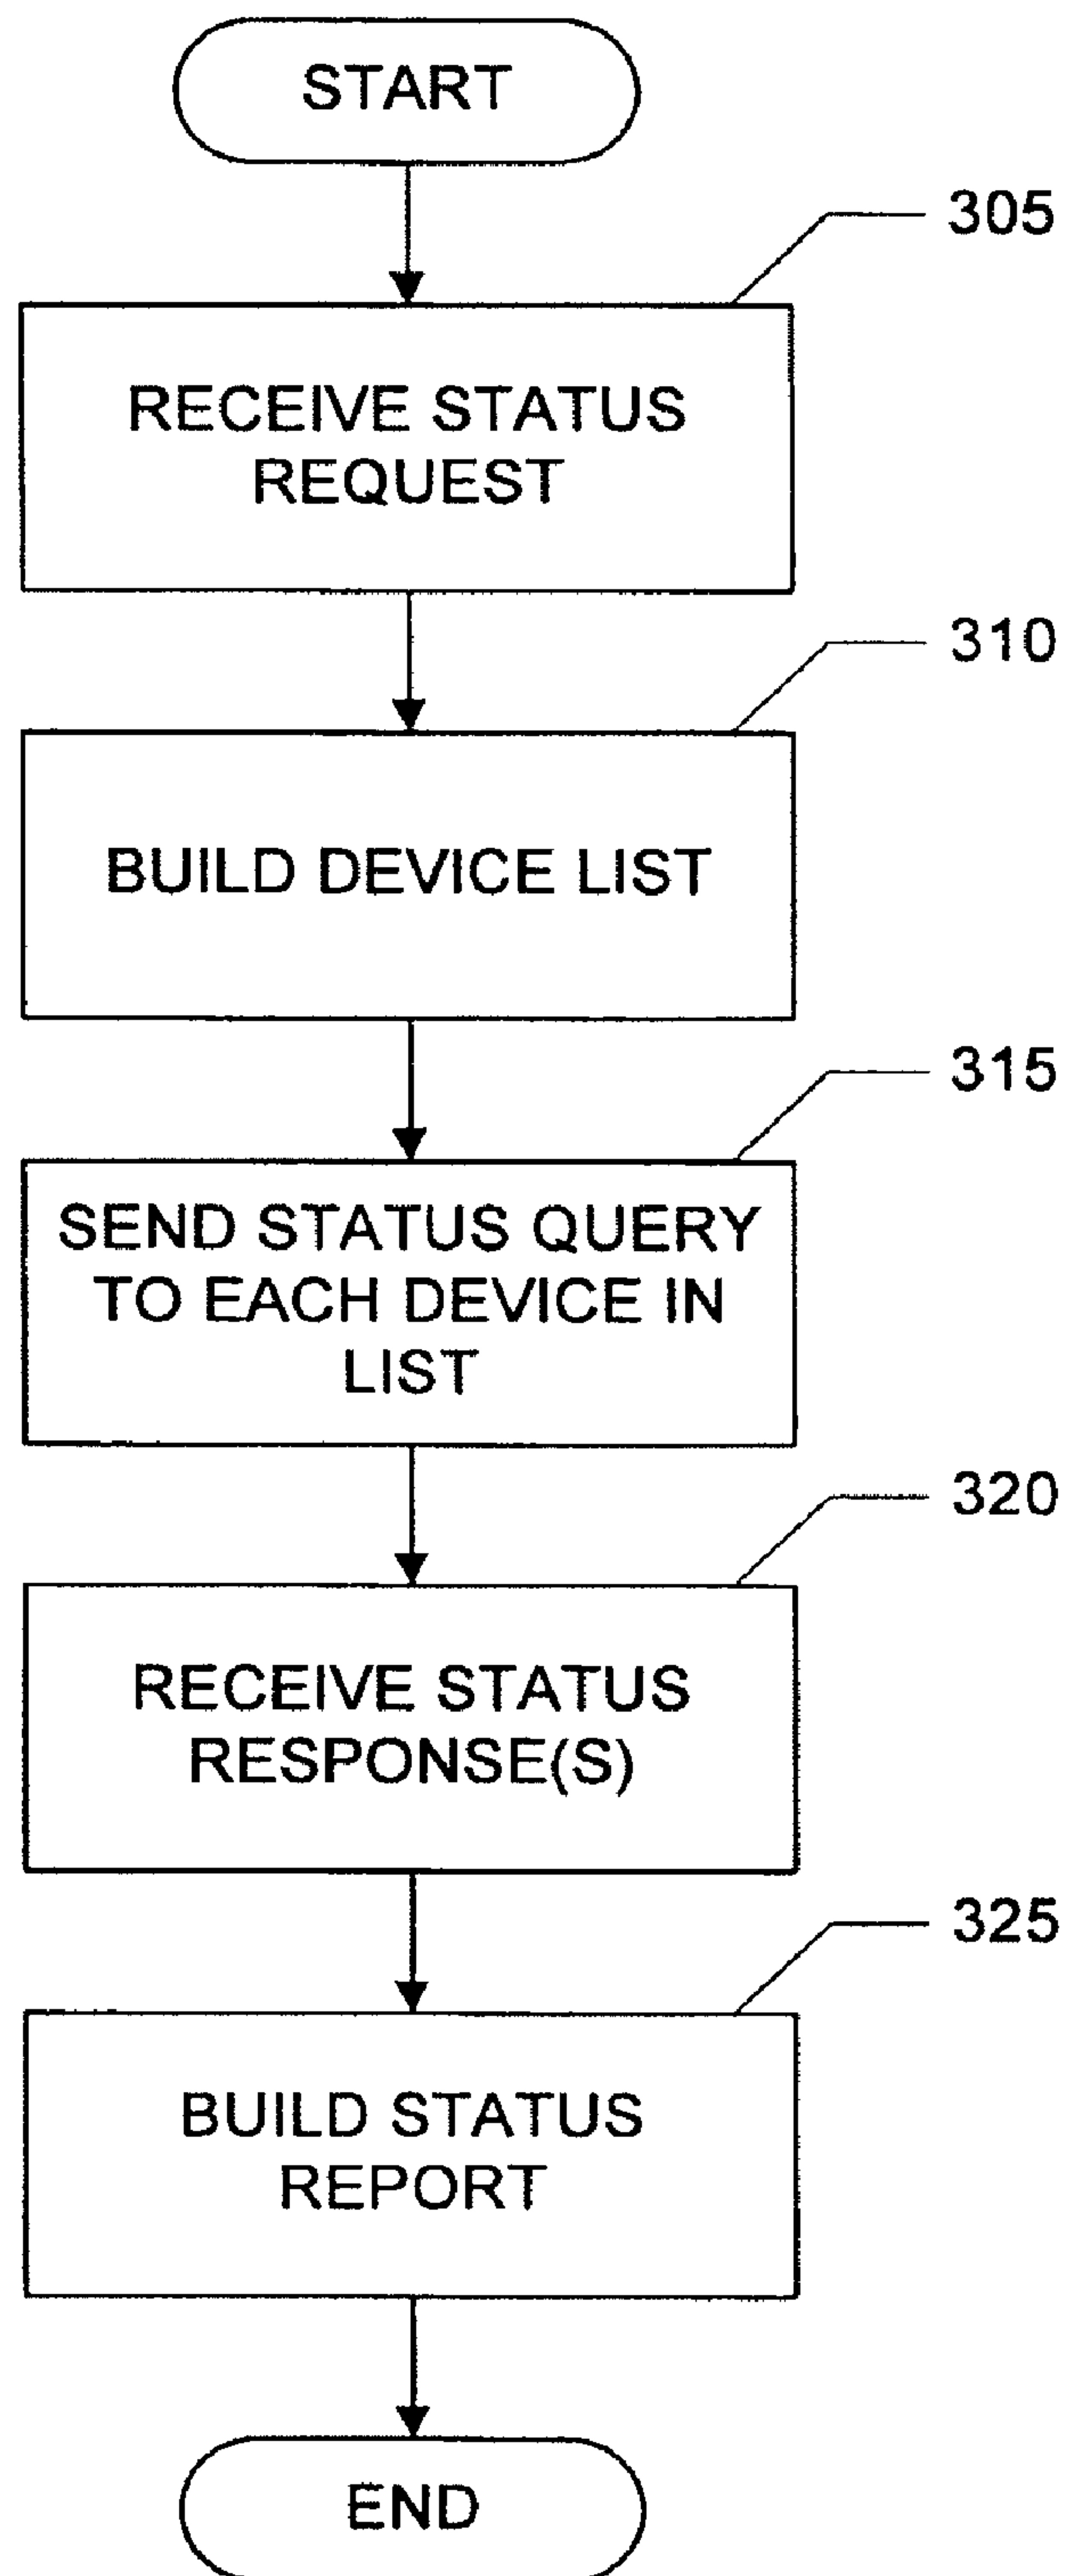 START
305
RECEIVE STATUS
REQUEST
310
BUILD DEVICE LIST
315
SEND STATUS QUERY
TO EACH DEVICE IN
LIST
320
RECEIVE STATUS
RESPONSE(S)
325
BUILD STATUS
REPORT
END